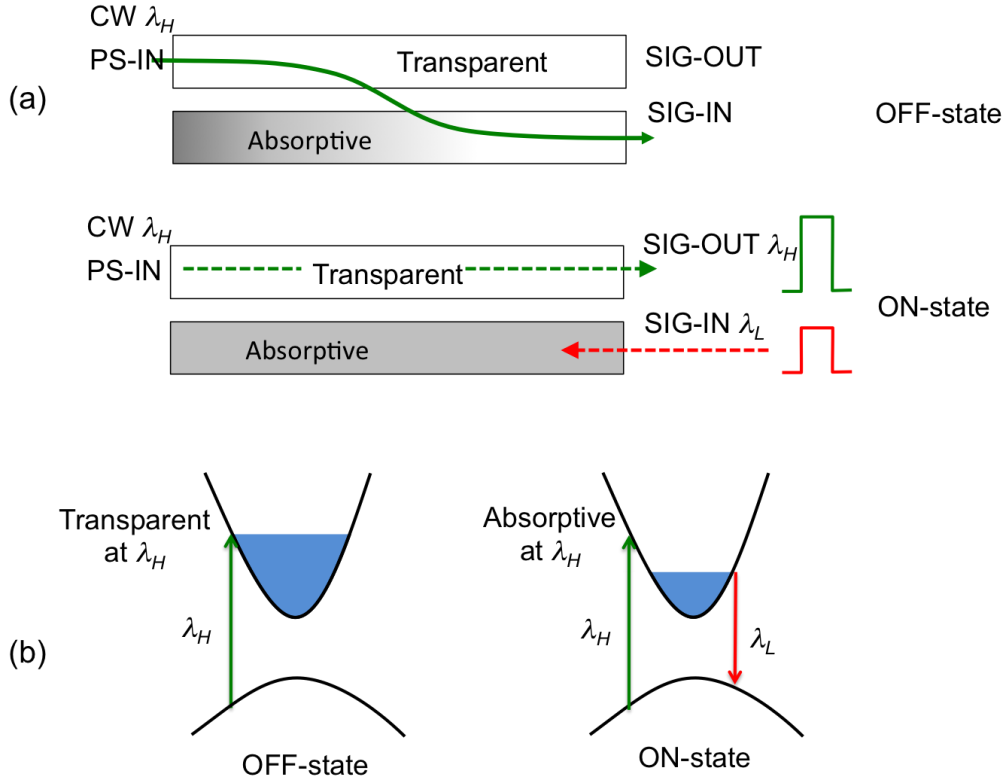 CW λH
PS-IN
Transparent
SIG-OUT
(a)
Absorptive
SIG-IN
OFF-state
CW λH
PS-IN
Transparent
SIG-OUT λH
Absorptive
SIG-IN λL
ON-state
(b)
Transparent
at λH
λH
OFF-state
Absorptive
at λH
λH
λL
ON-state